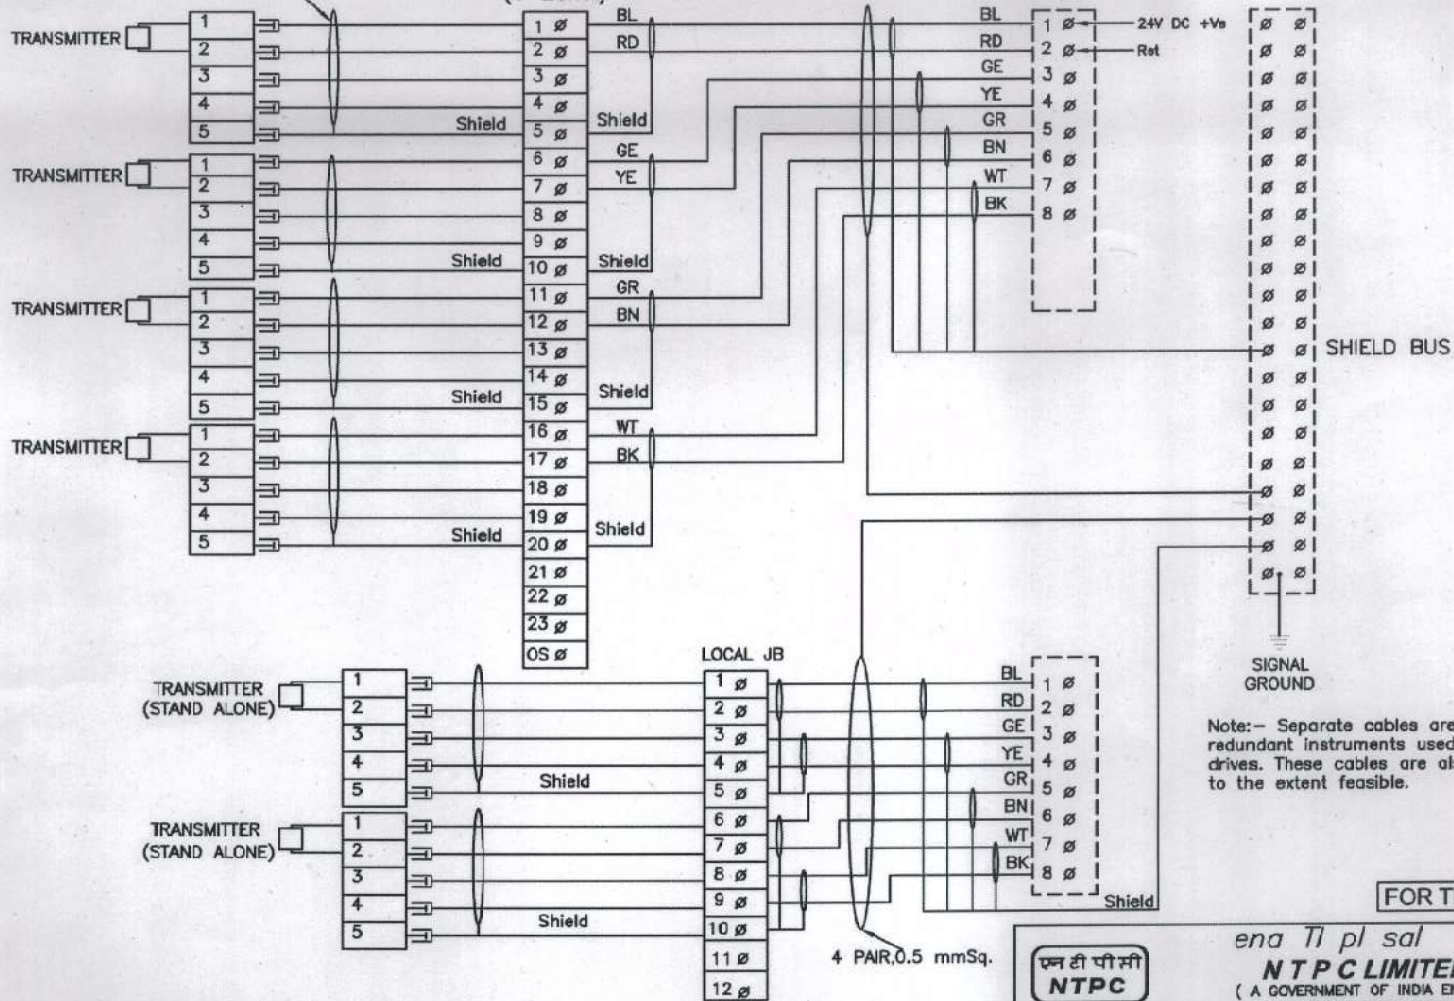 BL
BL
TRANSMITTER
1
2
3
4
5
Shield
1 ø
2 ø
3 ø
4 ø
5 ø
RD
Shield
RD
GE
YE
GR
BN
WT
BK
1 ø
2 ø
3 ø
4 ø
5 ø
6 ø
7 ø
8 ø
24V DC +Ve
Ret
TRANSMITTER
1
2
3
4
5
Shield
6 ø
7 ø
8 ø
9 ø
10 ø
GE
YE
Shield
TRANSMITTER
1
2
3
4
5
Shield
11 ø
12 ø
13 ø
14 ø
15 ø
GR
BN
Shield
SHIELD BUS
TRANSMITTER
1
2
3
4
5
Shield
16 ø
17 ø
18 ø
19 ø
20 ø
21 ø
22 ø
23 ø
OS ø
WT
BK
Shield
SIGNAL
GROUND
LOCAL JB
TRANSMITTER
(STAND ALONE)
1
2
3
4
5
Shield
1 ø
2 ø
3 ø
4 ø
5 ø
6 ø
7 ø
8 ø
9 ø
10 ø
11 ø
12 ø
BL
RD
GE
YE
GR
BN
WT
BK
1 ø
2 ø
3 ø
4 ø
5 ø
6 ø
7 ø
8 ø
Shield
TRANSMITTER
(STAND ALONE)
1
2
3
4
5
Shield
4 PAIR,0.5 mmSq.
Note:- Separate cables are
redundant instruments used
drives. These cables are
to the extent feasible.
FOR T
एन टी पी सी
NTPC
ena Ti pl sal
NTPC LIMITE
( A GOVERNMENT OF INDIA